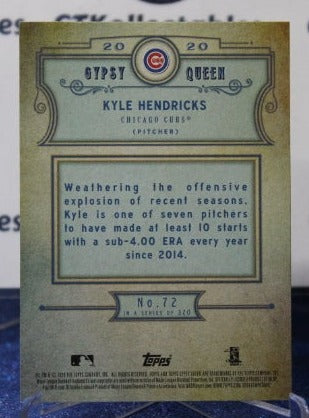 2020
GYPSY QUEEN
CUBS
KYLE HENDRICKS
CHICAGO CUBS®
(PITCHER)
Weathering the offensive
explosion of recent seasons,
Kyle is one of seven pitchers
to have made at least 10 starts
with a sub-4.00 ERA every year
since 2014.
No. 72
IN A SERIES OF 320
Topps